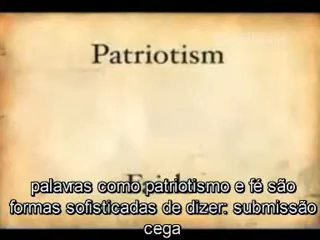 Patriotism
palavras como patriotismo e fé são
formas sofisticadas de dizer: submissão
cega